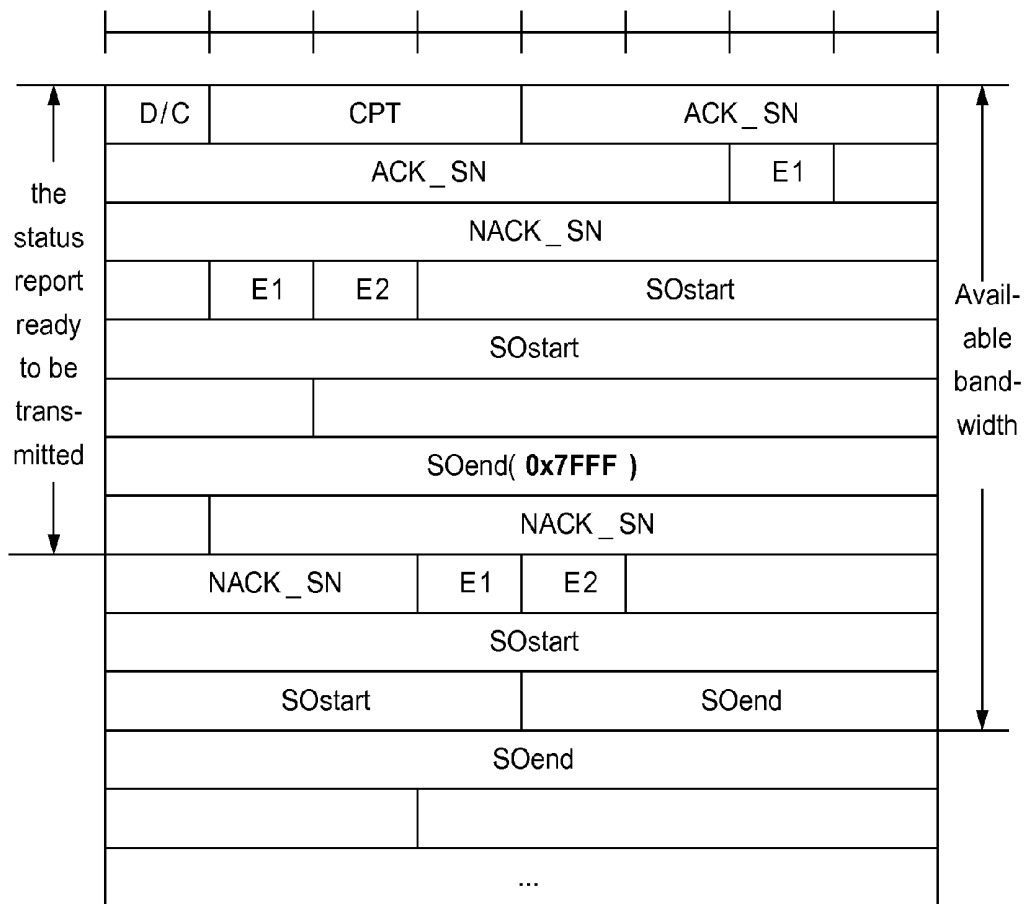 D/C CPT ACK_SN
ACK_SN E1
NACK_SN
E1 E2 SOstart
SOstart
SOend( 0x7FFF )
NACK_SN
NACK_SN E1 E2
SOstart
SOstart SOend
SOend
...
the
status
report
ready
to be
trans-
mitted
Avail-
able
band-
width